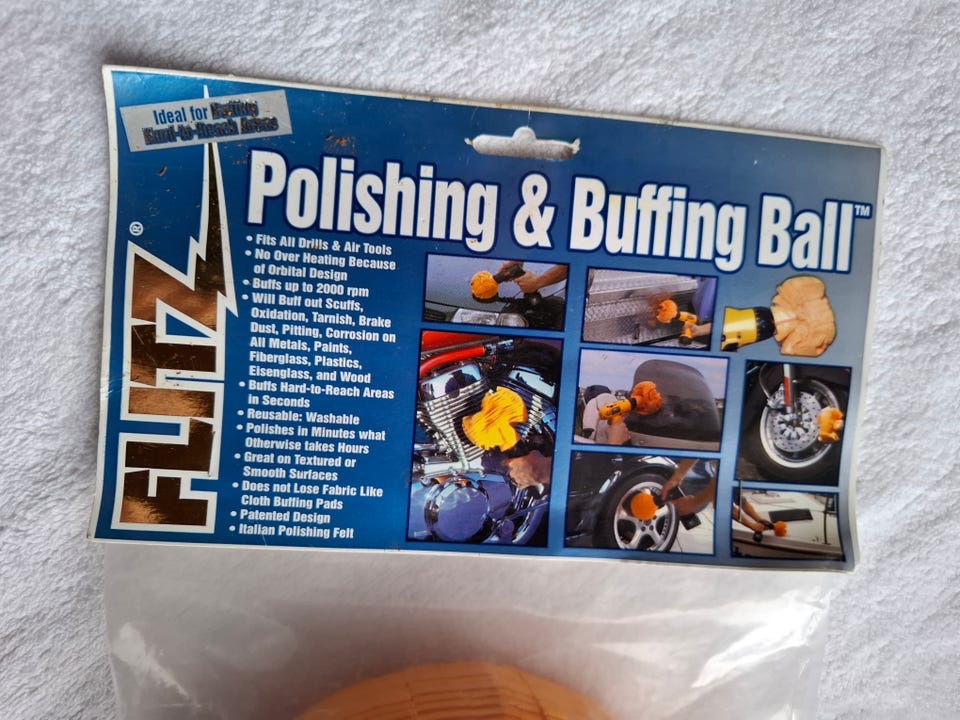 Ideal for Buffing
Hard-to-Reach Areas
FLITZ®
Polishing & Buffing Ball™
• Fits All Drills & Air Tools
• No Over Heating Because
of Orbital Design
• Buffs up to 2000 rpm
• Will Buff out Scuffs,
Oxidation, Tarnish, Brake
Dust, Pitting, Corrosion on
All Metals, Paints,
Fiberglass, Plastics,
Eisenglass, and Wood
• Buffs Hard-to-Reach Areas
in Seconds
• Reusable: Washable
• Polishes in Minutes what
Otherwise takes Hours
• Great on Textured or
Smooth Surfaces
• Does not Lose Fabric Like
Cloth Buffing Pads
• Patented Design
• Italian Polishing Felt